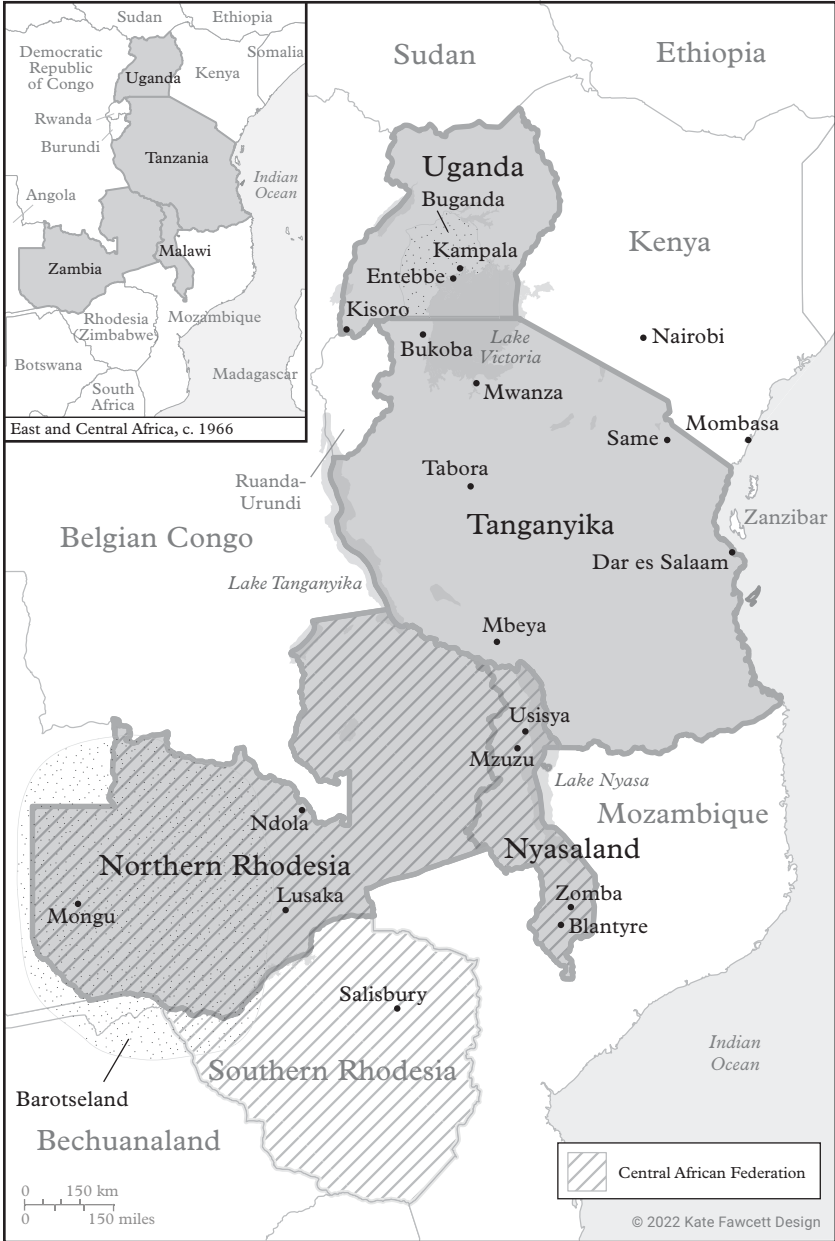 Sudan
Ethiopia
Democratic
Republic
of Congo
Uganda
Kenya
Somalia
Rwanda
Burundi
Tanzania
Indian
Ocean
Angola
Zambia
Malawi
Rhodesia
(Zimbabwe)
Mozambique
Botswana
South
Africa
Madagascar
East and Central Africa, c. 1966
Sudan
Ethiopia
Uganda
Buganda
Kampala
Entebbe
Kenya
Kisoro
Bukoba
Lake
Victoria
Nairobi
Mwanza
Same
Mombasa
Tabora
Ruanda-
Urundi
Tanganyika
Zanzibar
Belgian Congo
Dar es Salaam
Lake Tanganyika
Mbeya
Usisya
Mzuzu
Lake Nyasa
Mozambique
Ndola
Nyasaland
Northern Rhodesia
Lusaka
Mongu
Zomba
Blantyre
Salisbury
Indian
Ocean
Southern Rhodesia
Barotseland
Bechuanaland
Central African Federation
0 150 km
0 150 miles
© 2022 Kate Fawcett Design